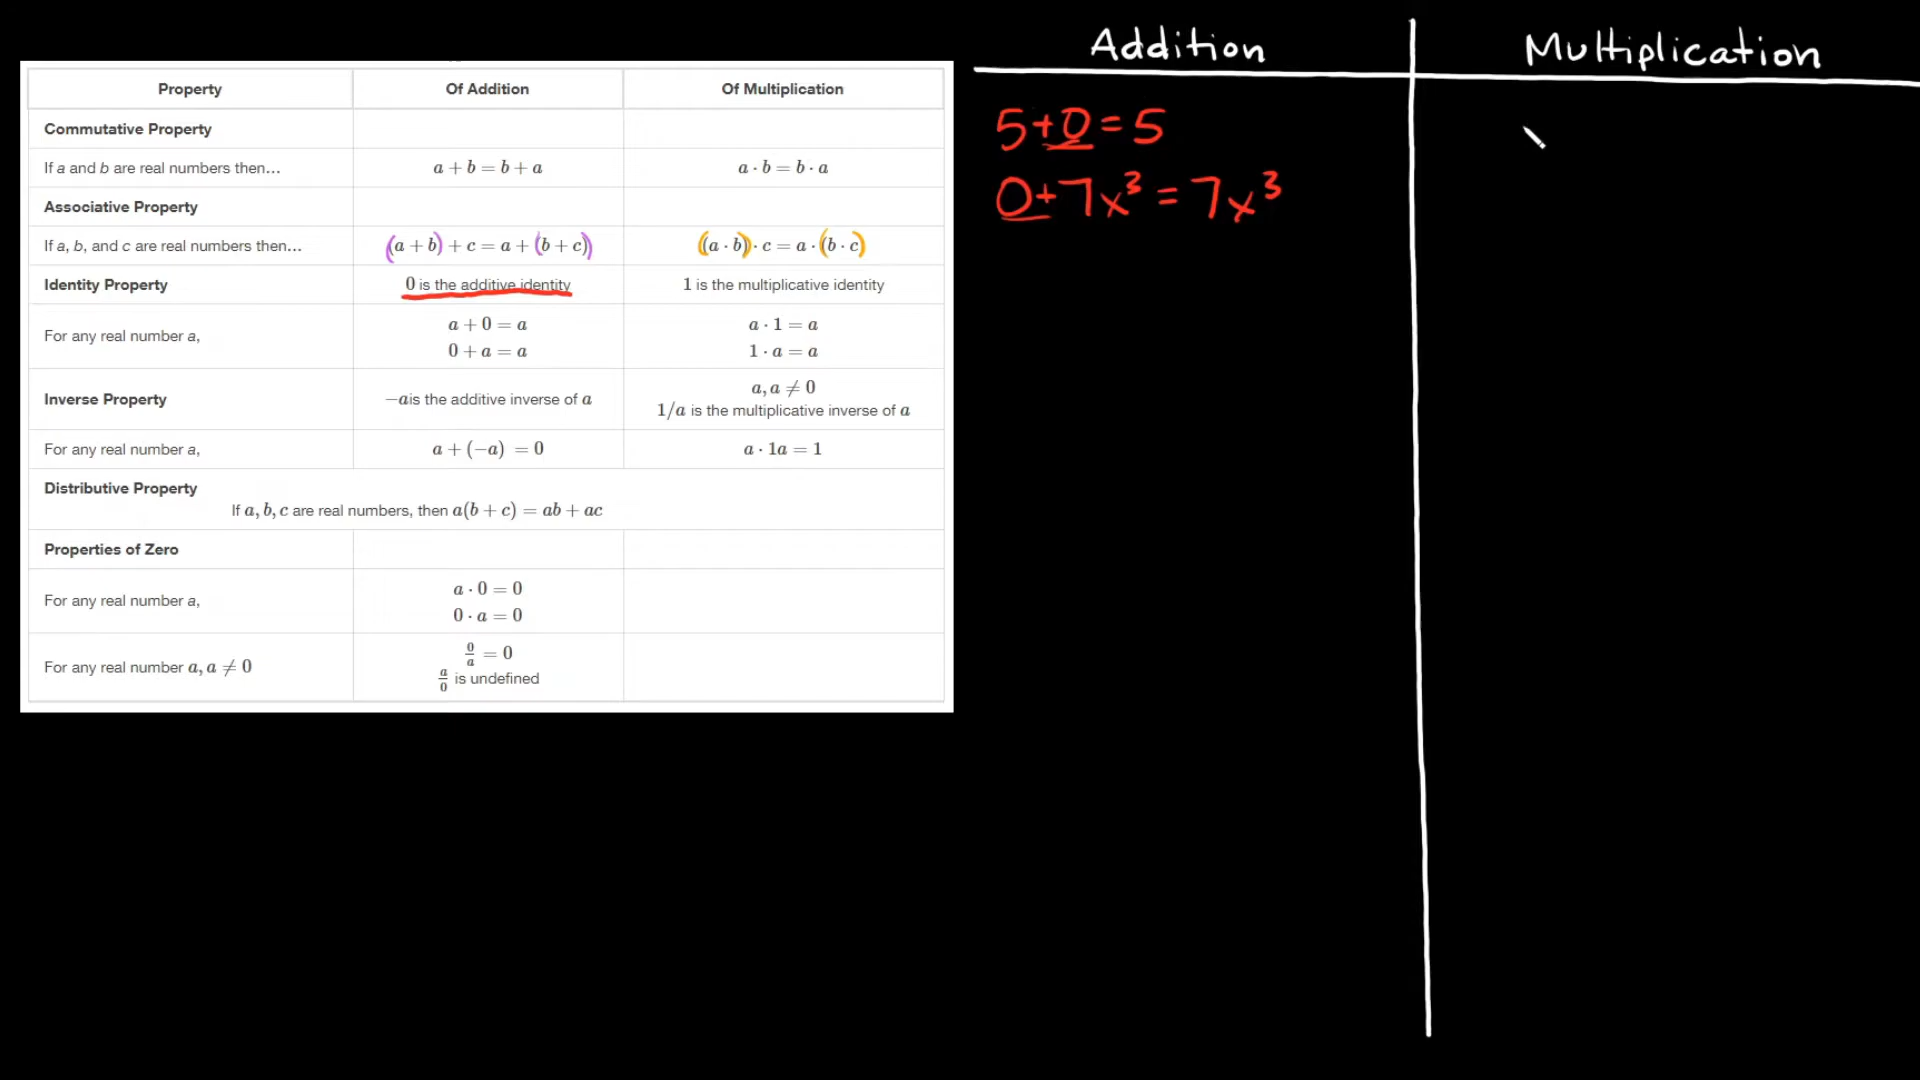 Property Of Addition Of Multiplication
Commutative Property
If a and b are real numbers then… a + b = b + a a · b = b · a
Associative Property
If a, b, and c are real numbers then… (a + b) + c = a + (b + c) (a · b) · c = a · (b · c)
Identity Property 0 is the additive identity 1 is the multiplicative identity
For any real number a, a + 0 = a a · 1 = a
0 + a = a 1 · a = a
Inverse Property −ais the additive inverse of a a, a ≠ 0
1/a is the multiplicative inverse of a
For any real number a, a + (−a) = 0 a · 1a = 1
Distributive Property
If a, b, c are real numbers, then a(b + c) = ab + ac
Properties of Zero
For any real number a, a · 0 = 0
0 · a = 0
For any real number a, a ≠ 0 0/a = 0
a/0 is undefined
Addition Multiplication
5+0=5
0+7x³=7x³